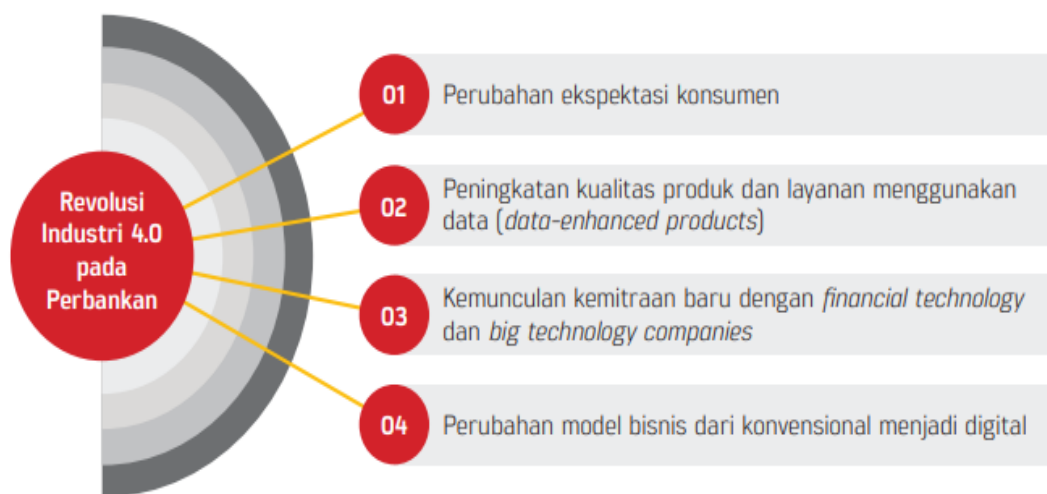 Revolusi
Industri 4.0
pada
Perbankan
01
Perubahan ekspektasi konsumen
02
Peningkatan kualitas produk dan layanan menggunakan
data (data-enhanced products)
03
Kemunculan kemitraan baru dengan financial technology
dan big technology companies
04
Perubahan model bisnis dari konvensional menjadi digital